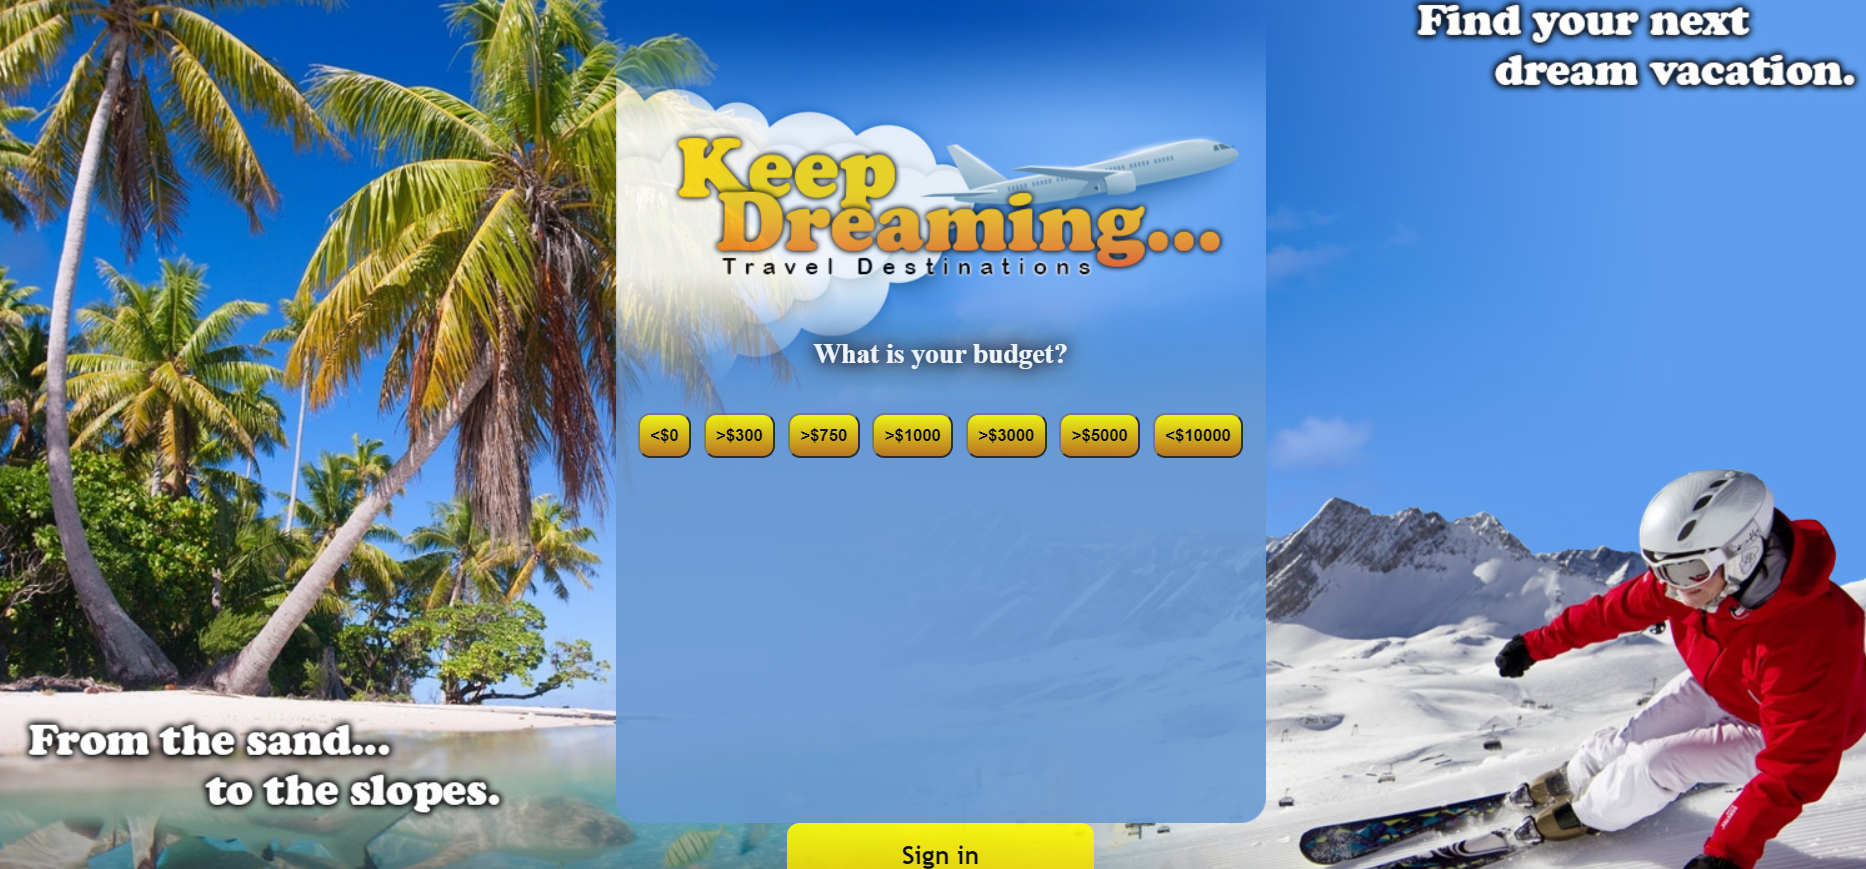 Find your next
dream vacation.
Keep
Dreaming...
Travel Destinations
What is your budget?
<$0 >$300 >$750 >$1000 >$3000 >$5000 <$10000
From the sand...
to the slopes.
Sign in